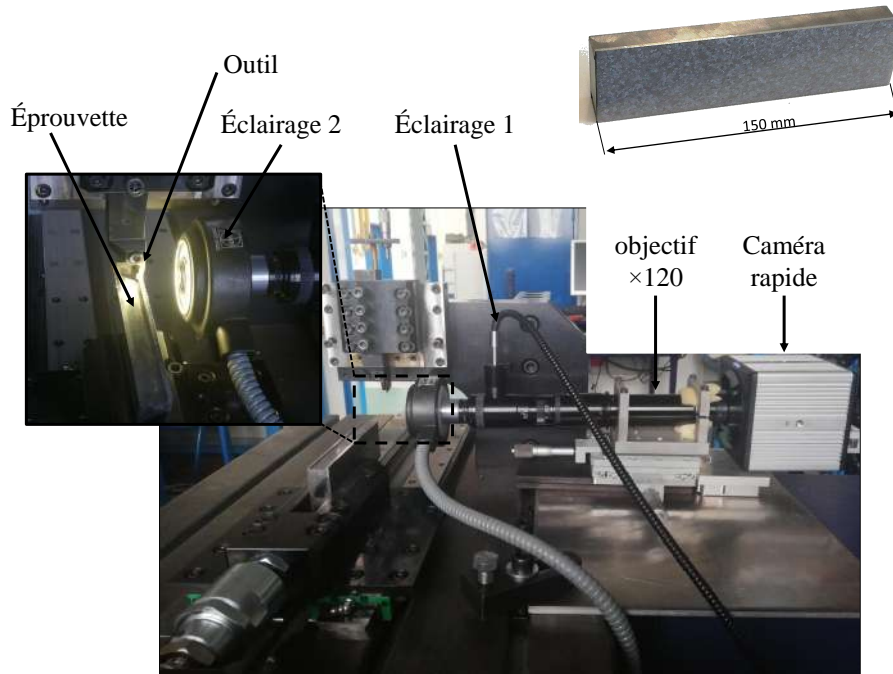 Outil
Éprouvette
Éclairage 2
Éclairage 1
150 mm
objectif
×120
Caméra
rapide